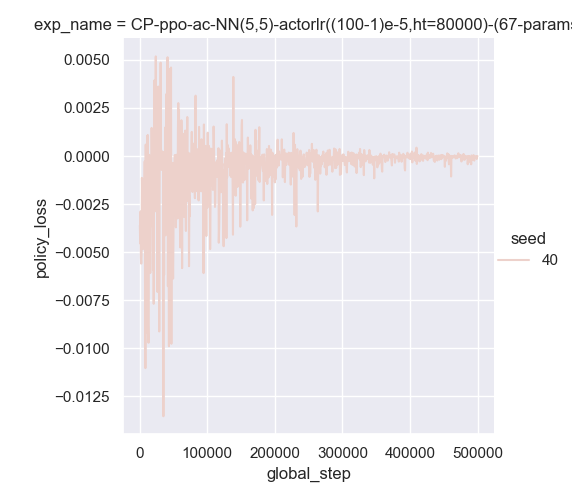 exp_name = CP-ppo-ac-NN(5,5)-actorlr((100-1)e-5,ht=80000)-(67-params
0.0050
0.0025
0.0000
−0.0025
−0.0050
−0.0075
−0.0100
−0.0125
policy_loss
0 100000 200000 300000 400000 500000
global_step
seed
40